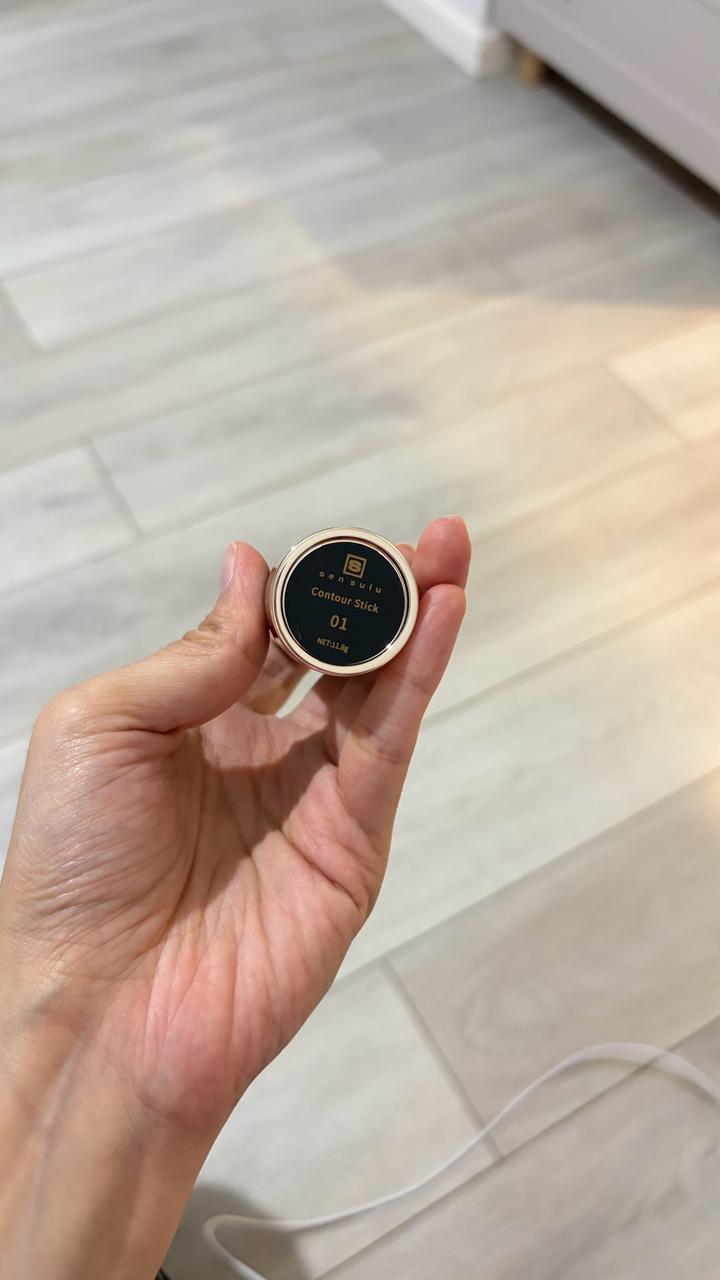 S
sensulu
Contour Stick
01
NET:11.8g